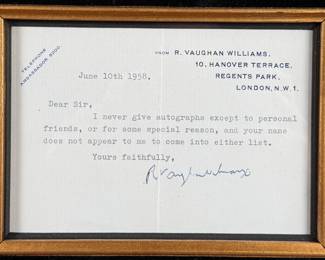 TELEPHONE
AMBASSADOR
FROM R. VAUGHAN WILLIAMS,
10, HANOVER TERRACE,
REGENTS PARK,
LONDON, N.W.1.
June 10th 1958.
Dear Sir,
I never give autographs except to personal
friends, or for some special reason, and your name
does not appear to me to come into either list.
Yours faithfully,
R Vaughan Williams